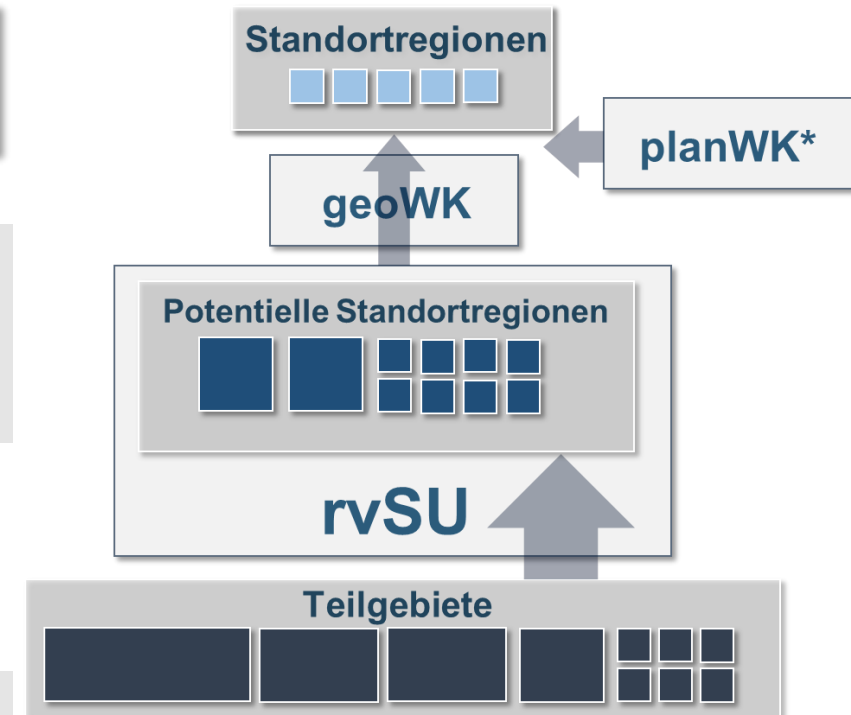 Standortregionen
planWK*
geoWK
Potentielle Standortregionen
rvSU
Teilgebiete